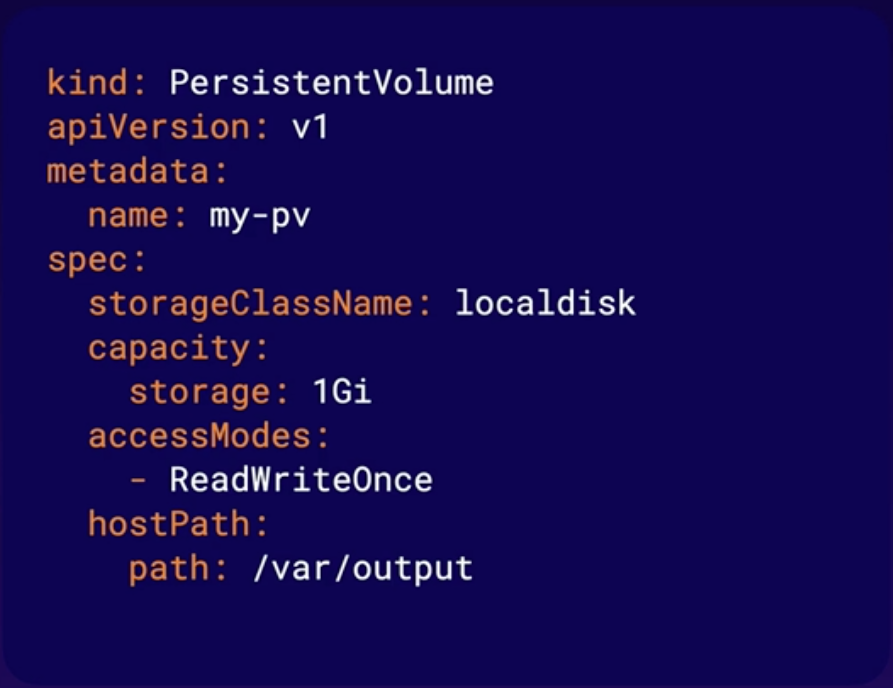 kind: PersistentVolume
apiVersion: v1
metadata:
  name: my-pv
spec:
  storageClassName: localdisk
  capacity:
    storage: 1Gi
  accessModes:
    - ReadWriteOnce
  hostPath:
    path: /var/output